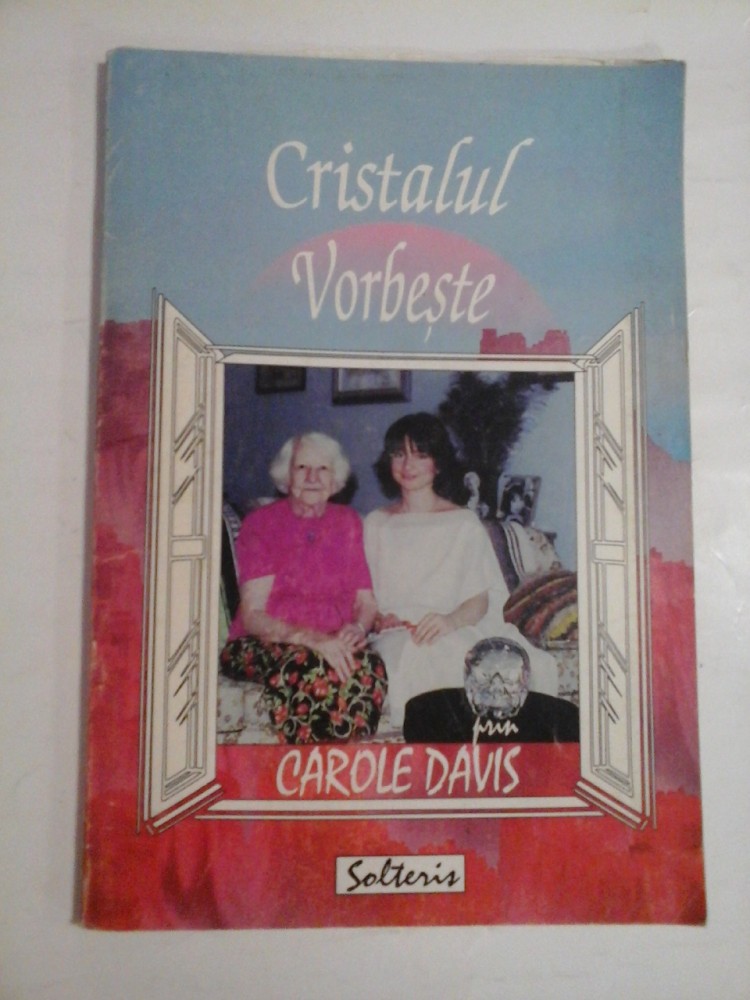 Cristalul
Vorbește
prin
CAROLE DAVIS
Solteris